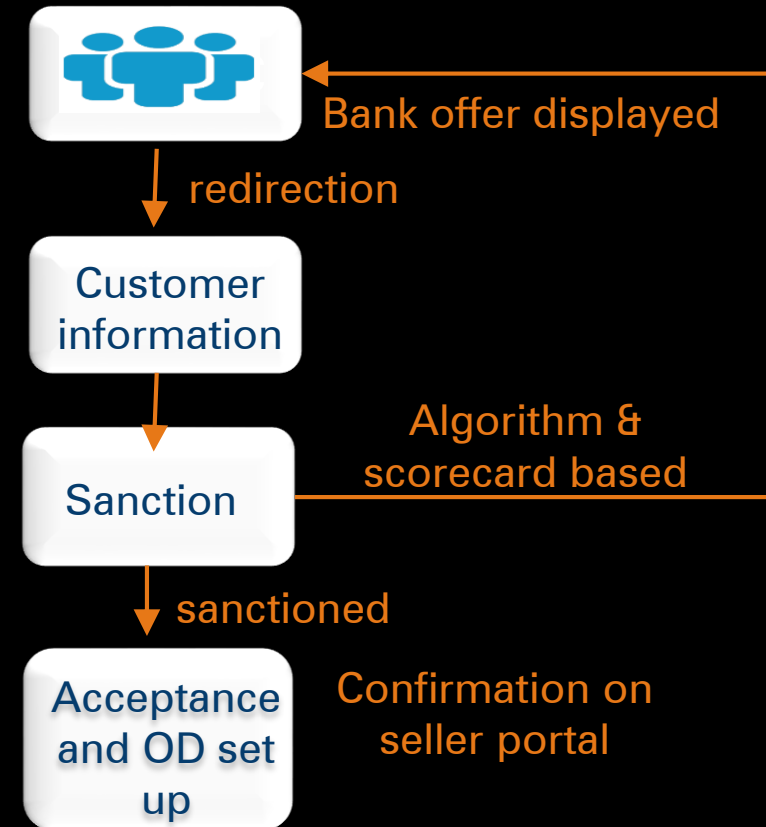 Bank offer displayed
redirection
Customer
information
Algorithm &
scorecard based
Sanction
sanctioned
Acceptance
and OD set
up
Confirmation on
seller portal